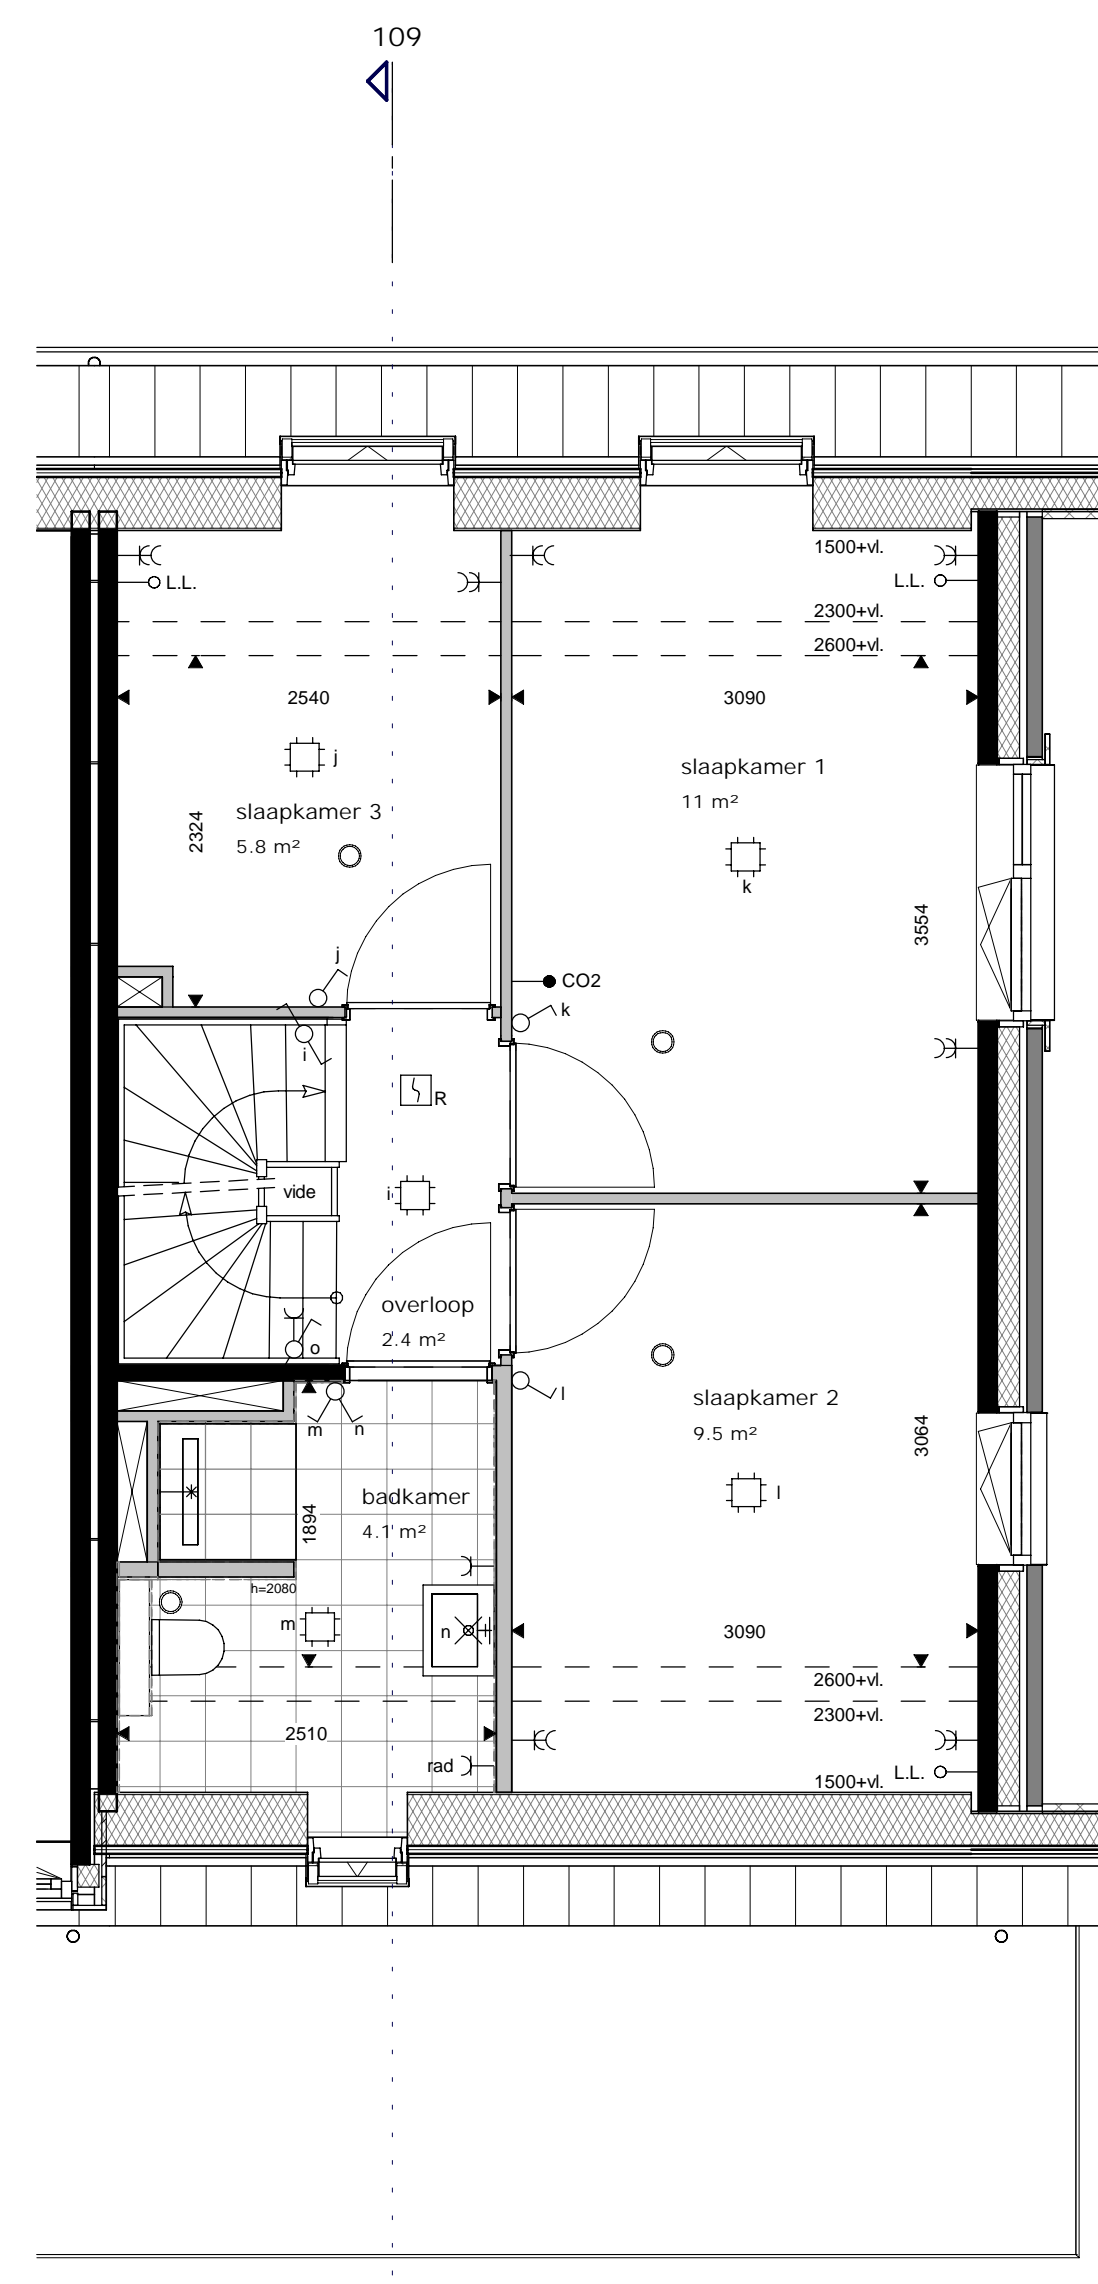 109
1500+vl.
L.L.
L.L.
2300+vl.
2600+vl.
2540
3090
j
slaapkamer 1
11 m²
slaapkamer 3
5.8 m²
2324
k
3554
j
CO2
k
i
R
vide
i
overloop
2.4 m²
o
l
slaapkamer 2
9.5 m²
m
n
3064
badkamer
4.1 m²
1894
l
h=2080
m
n
3090
2600+vl.
2300+vl.
2510
rad
L.L.
1500+vl.